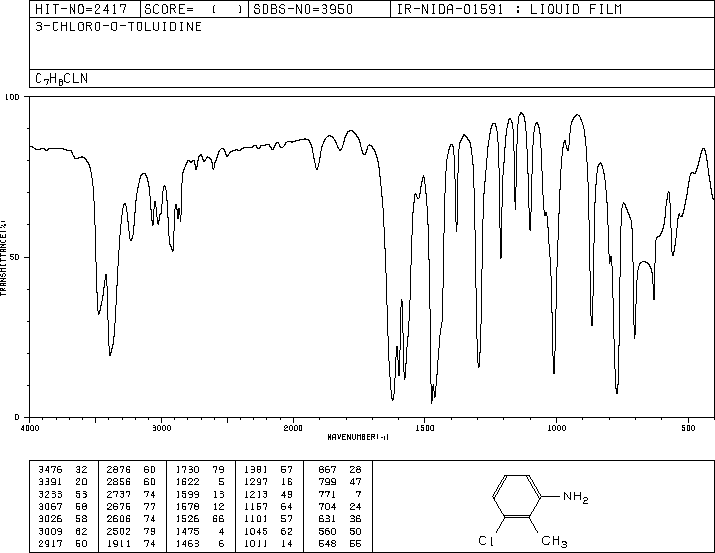 HIT-NO=2417 SCORE= ( ) SDBS-NO=3950 IR-NIDA-01591 : LIQUID FILM
3-CHLORO-O-TOLUIDINE
C7H8CLN
100
50
0
TRANSMITTANCE(%)
4000 3000 2000 1500 1000 500
WAVENUMBER(-1)
3476 32 2876 60 1730 79 1381 57 867 28
3391 20 2856 60 1622 5 1297 16 799 47
3233 53 2737 74 1599 13 1213 49 771 7
3067 60 2676 77 1578 12 1157 64 704 24
3026 58 2606 74 1526 66 1101 57 631 36
3009 62 2502 79 1475 4 1045 62 560 50
2917 50 1911 74 1463 6 1011 14 548 55
NH2
Cl CH3